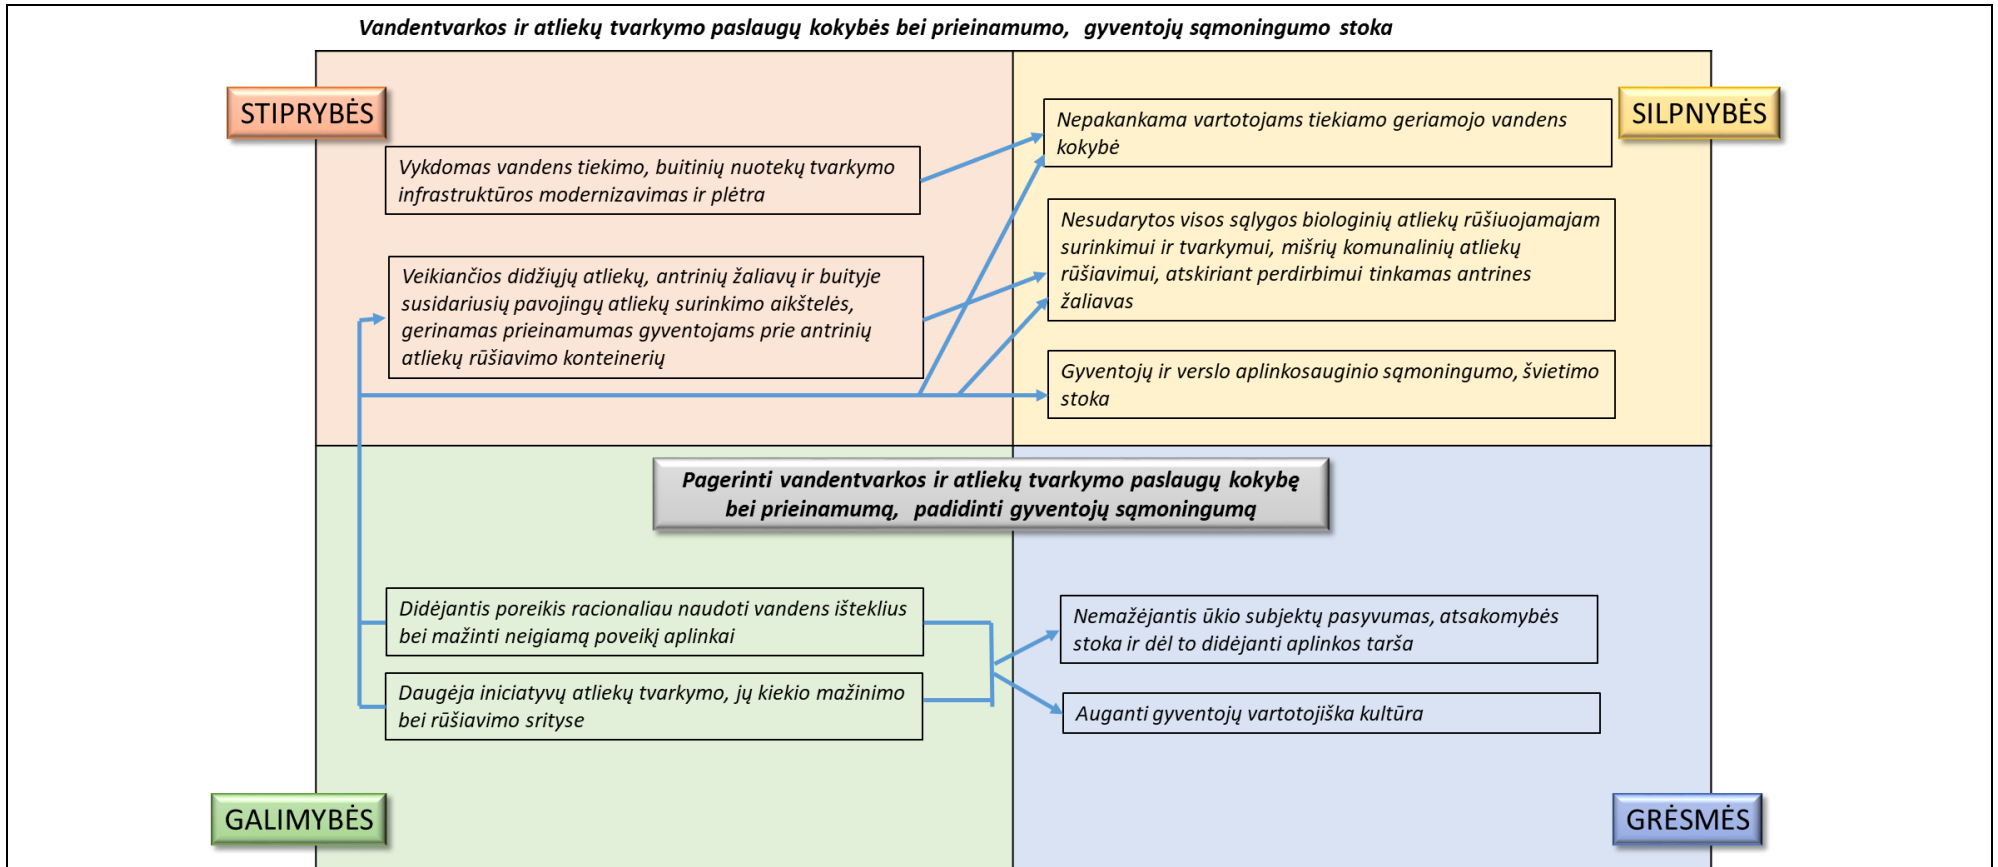 Vandentvarkos ir atliekų tvarkymo paslaugų kokybės bei prieinamumo, gyventojų sąmoningumo stoka
STIPRYBĖS
SILPNYBĖS
Vykdomas vandens tiekimo, buitinių nuotekų tvarkymo
infrastruktūros modernizavimas ir plėtra
Veikiančios didžiųjų atliekų, antrinių žaliavų ir buityje
susidariusių pavojingų atliekų surinkimo aikštelės,
gerinamas prieinamumas gyventojams prie antrinių
atliekų rūšiavimo konteinerių
Nepakankama vartotojams tiekiamo geriamojo vandens
kokybė
Nesudarytos visos sąlygos biologinių atliekų rūšiuojamajam
surinkimui ir tvarkymui, mišrių komunalinių atliekų
rūšiavimui, atskiriant perdirbimui tinkamas antrines
žaliavas
Gyventojų ir verslo aplinkosauginio sąmoningumo, švietimo
stoka
Pagerinti vandentvarkos ir atliekų tvarkymo paslaugų kokybę
bei prieinamumą, padidinti gyventojų sąmoningumą
Didėjantis poreikis racionaliau naudoti vandens išteklius
bei mažinti neigiamą poveikį aplinkai
Daugėja iniciatyvų atliekų tvarkymo, jų kiekio mažinimo
bei rūšiavimo srityse
Nemažėjantis ūkio subjektų pasyvumas, atsakomybės
stoka ir dėl to didėjanti aplinkos tarša
Auganti gyventojų vartotojiška kultūra
GALIMYBĖS
GRĖSMĖS